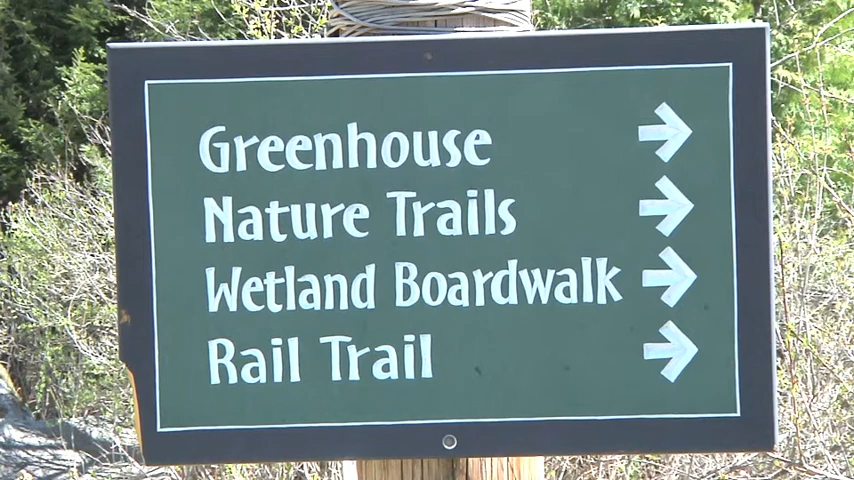 Greenhouse →
Nature Trails →
Wetland Boardwalk →
Rail Trail →